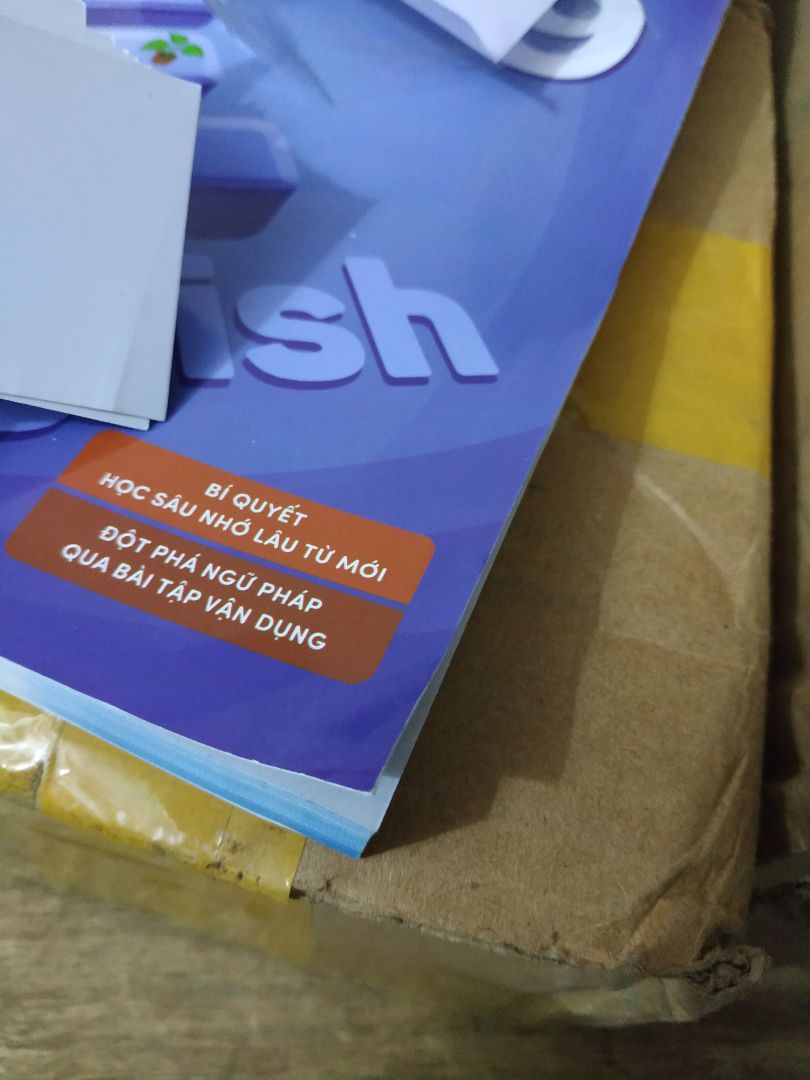 ish
BÍ QUYẾT
HỌC SÂU NHỚ LÂU TỪ MỚI
ĐỘT PHÁ NGỮ PHÁP
QUA BÀI TẬP VẬN DỤNG